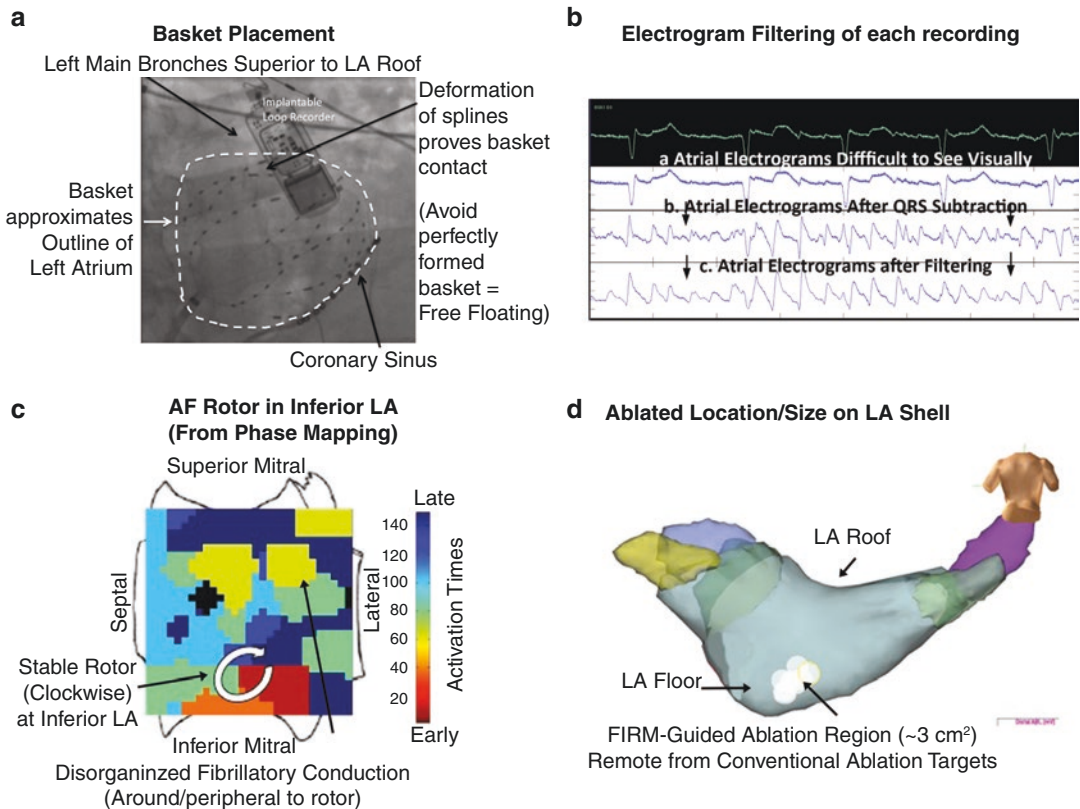 a
Basket Placement
Left Main Bronches Superior to LA Roof
Implantable
Loop Recorder
Deformation
of splines
proves basket
contact
(Avoid
perfectly
formed
basket =
Free Floating)
Basket
approximates
Outline of
Left Atrium
Coronary Sinus
b
Electrogram Filtering of each recording
a Atrial Electrograms Diffficult to See Visually
b. Atrial Electrograms After QRS Subtraction
c. Atrial Electrograms after Filtering
c
AF Rotor in Inferior LA
(From Phase Mapping)
Superior Mitral
Septal
Lateral
Late
140
120
100
80
60
40
20
Early
Activation Times
Stable Rotor
(Clockwise)
at Inferior LA
Inferior Mitral
Disorganinzed Fibrillatory Conduction
(Around/peripheral to rotor)
d
Ablated Location/Size on LA Shell
LA Roof
LA Floor
FIRM-Guided Ablation Region (~3 cm²)
Remote from Conventional Ablation Targets